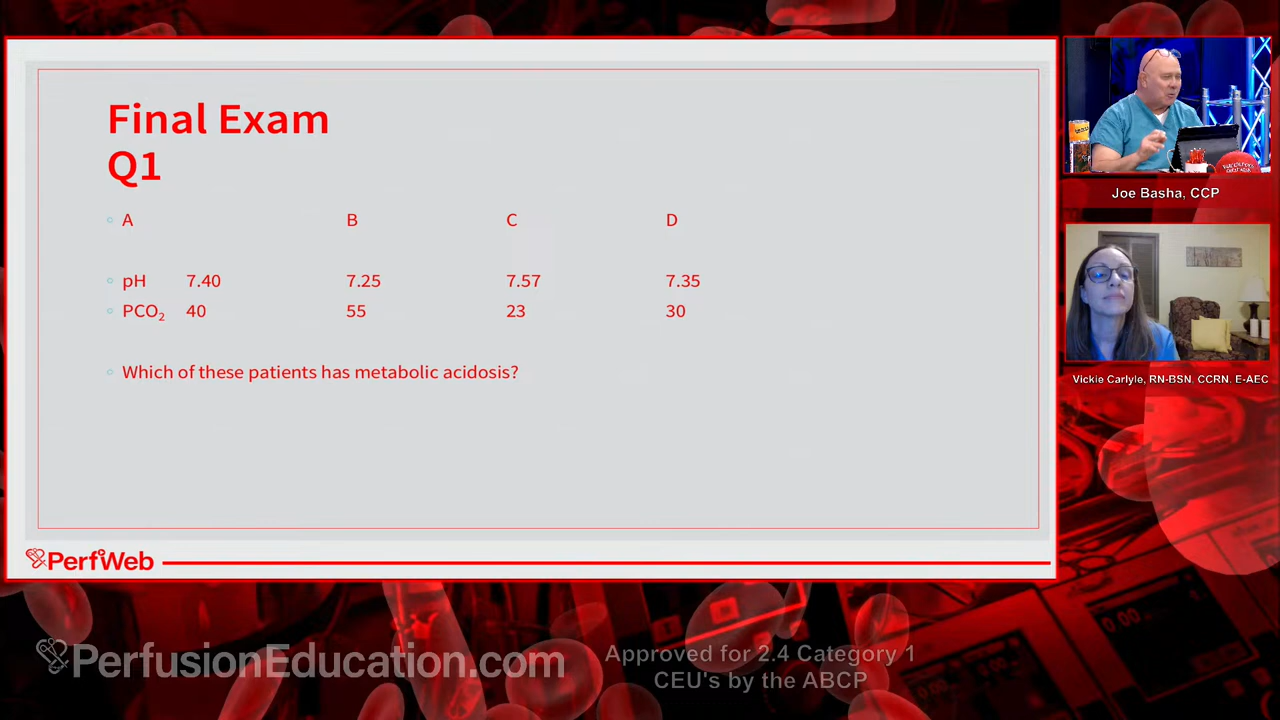 Final Exam
Q1
A B C D
pH 7.40 7.25 7.57 7.35
PCO₂ 40 55 23 30
Which of these patients has metabolic acidosis?
PerfWeb
Joe Basha, CCP
Vickie Carlyle, RN-BSN, CCRN, E-AEC
PerfusionEducation.com
Approved for 2.4 Category 1
CEU's by the ABCP